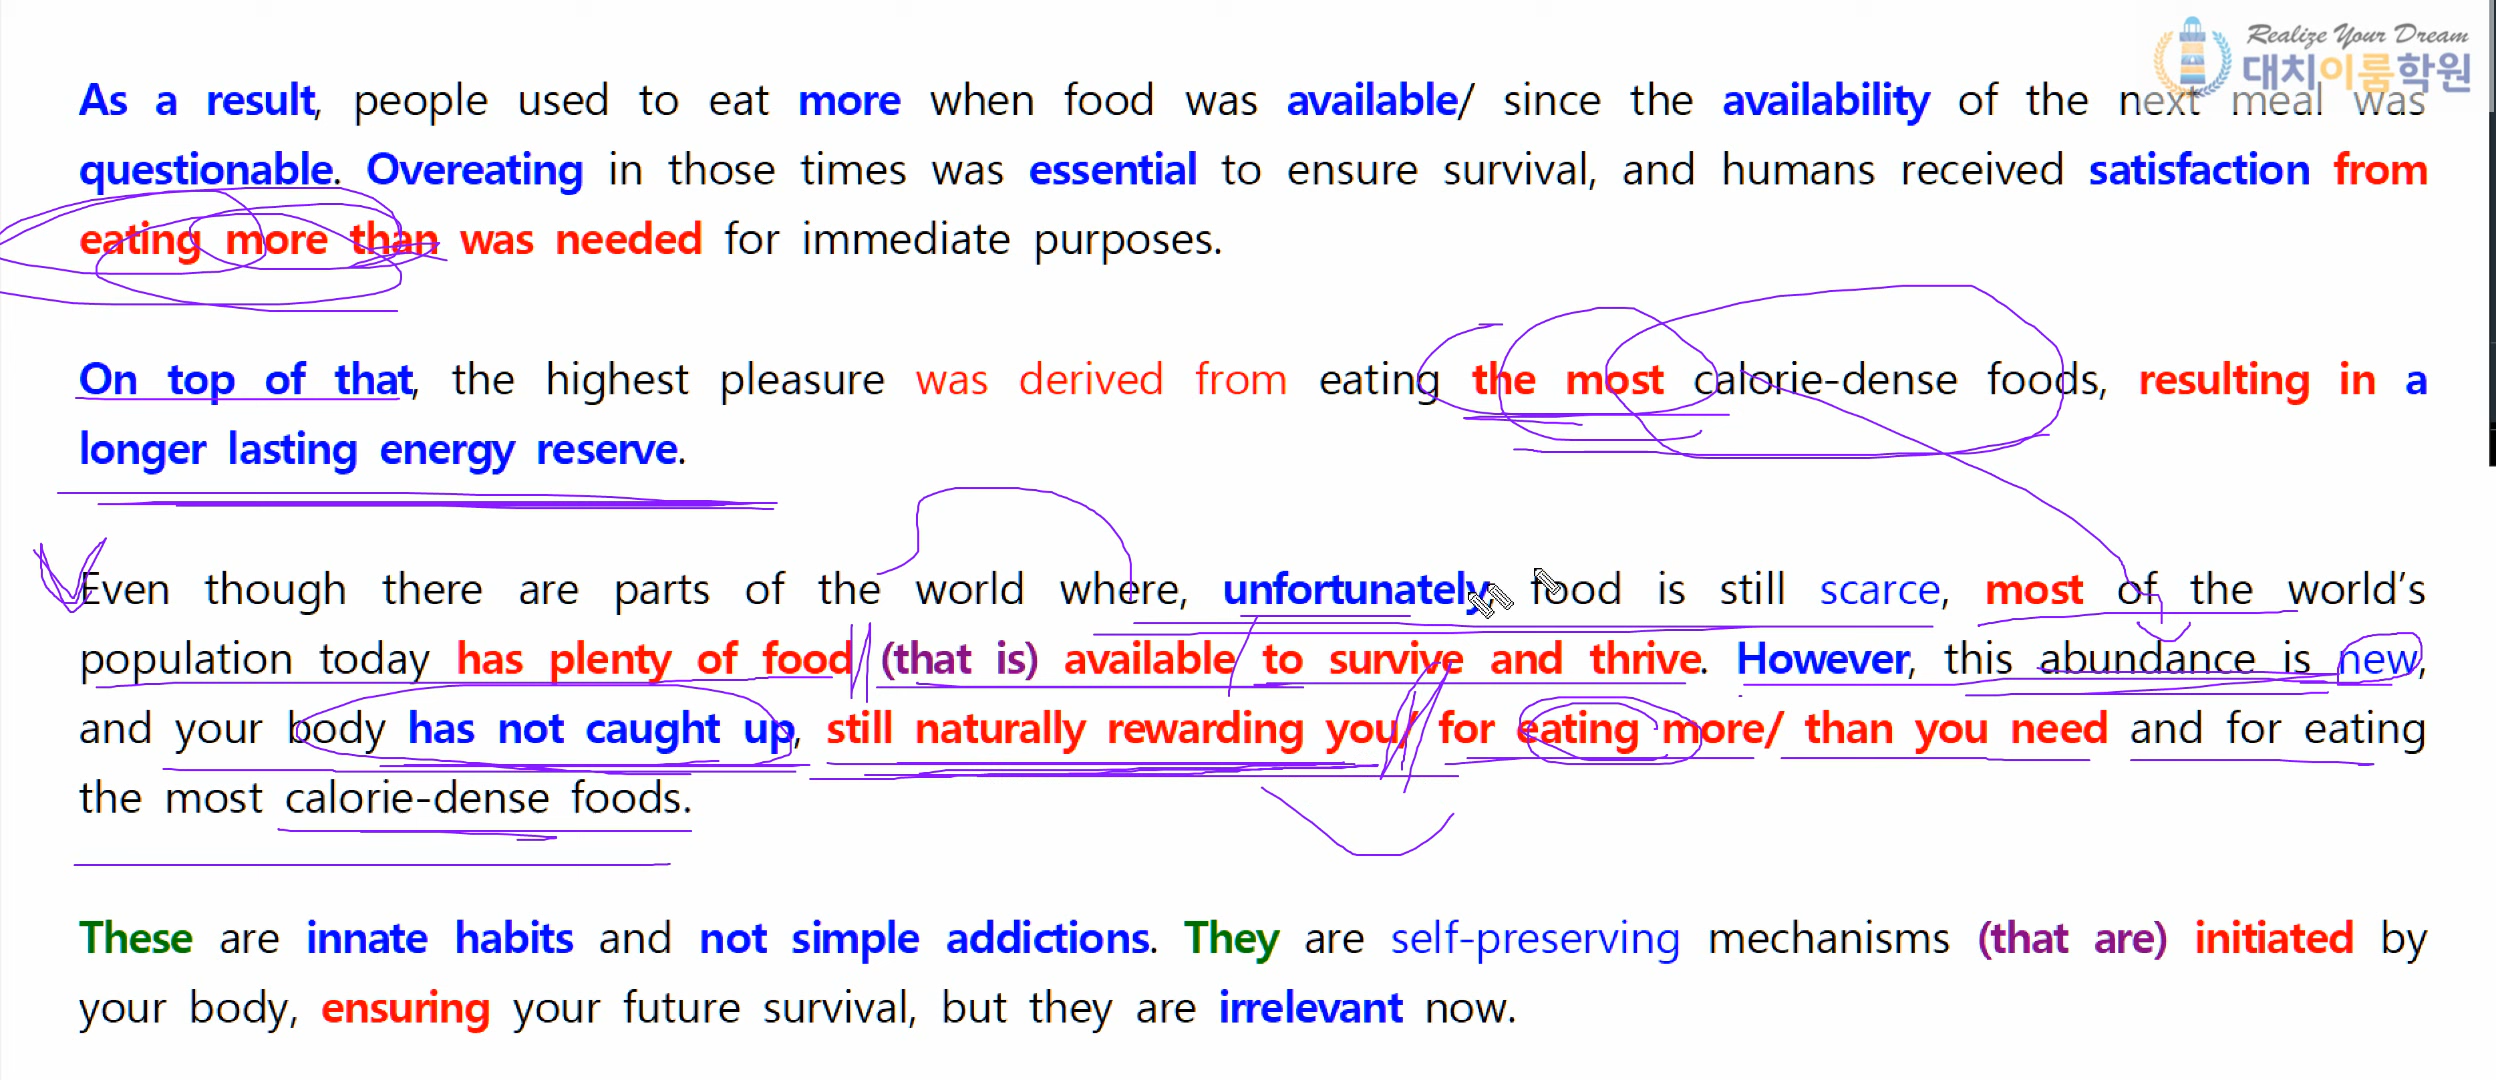 Realize Your Dream
대치이룸학원
As a result, people used to eat more when food was available/ since the availability of the next meal was
questionable. Overeating in those times was essential to ensure survival, and humans received satisfaction from
eating more than was needed for immediate purposes.
On top of that, the highest pleasure was derived from eating the most calorie-dense foods, resulting in a
longer lasting energy reserve.
Even though there are parts of the world where, unfortunately, food is still scarce, most of the world's
population today has plenty of food (that is) available to survive and thrive. However, this abundance is new,
and your body has not caught up, still naturally rewarding you/ for eating more/ than you need and for eating
the most calorie-dense foods.
These are innate habits and not simple addictions. They are self-preserving mechanisms (that are) initiated by
your body, ensuring your future survival, but they are irrelevant now.